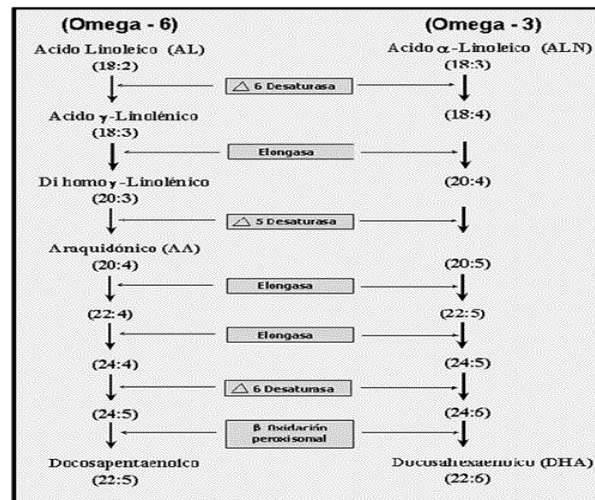 (Omega - 6) (Omega - 3)
Acido Linoleico (AL) Acido α-Linoleico (ALN)
(18:2) (18:3)
△ 6 Desaturasa
Acido γ-Linolénico (18:4)
(18:3)
Elongasa
Di homo γ-Linolénico (20:4)
(20:3)
△ 5 Desaturasa
Araquidónico (AA)
(20:4) (20:5)
Elongasa
(22:4) (22:5)
Elongasa
(24:4) (24:5)
△ 6 Desaturasa
(24:5) (24:6)
β Oxidación
peroxisomal
Docosapentaenoico Ducosahexaenuicu (DHA)
(22:5) (22:6)